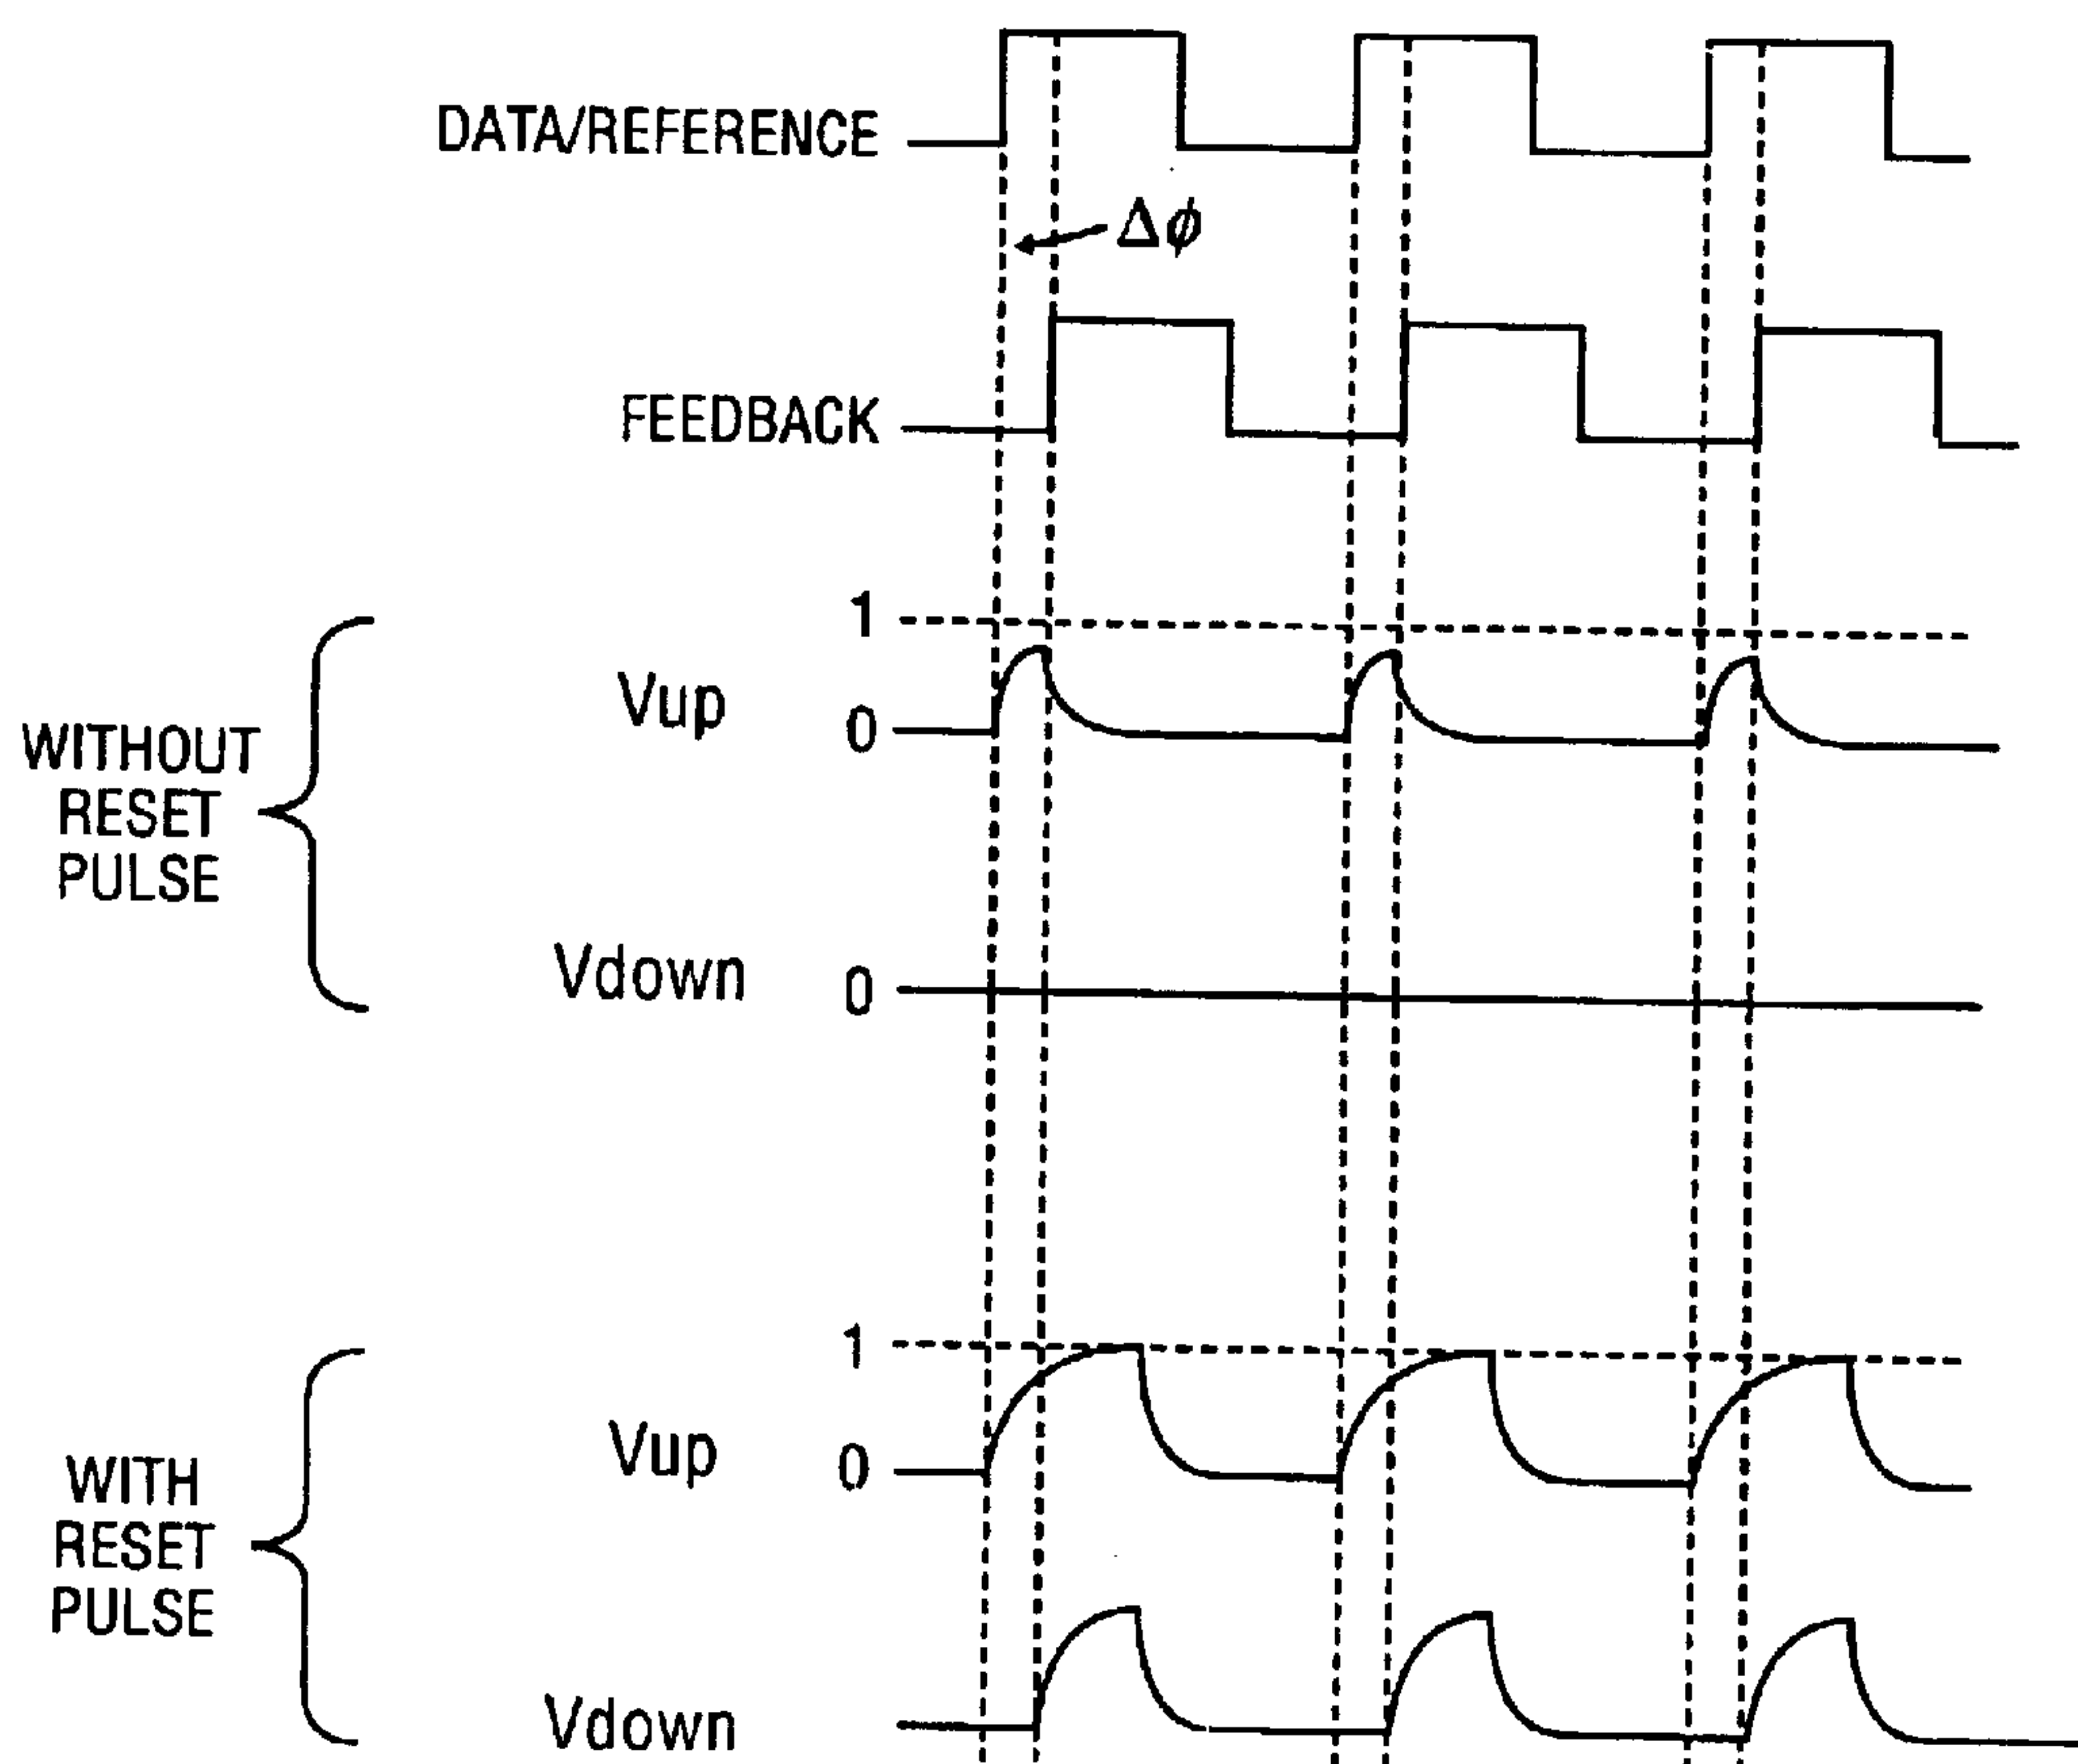 DATA/REFERENCE
Δϕ
FEEDBACK
1
Vup
0
WITHOUT
RESET
PULSE
Vdown
0
1
Vup
0
WITH
RESET
PULSE
Vdown